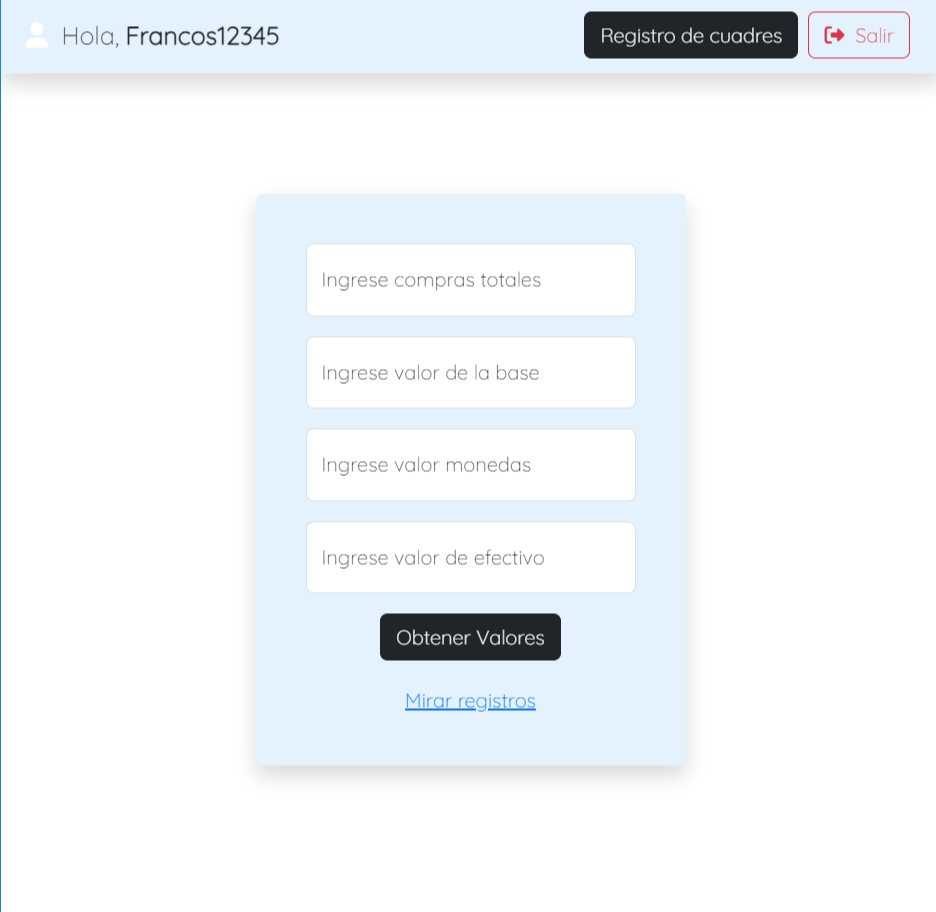 Hola, Francos12345
Registro de cuadres
Salir
Ingrese compras totales
Ingrese valor de la base
Ingrese valor monedas
Ingrese valor de efectivo
Obtener Valores
Mirar registros